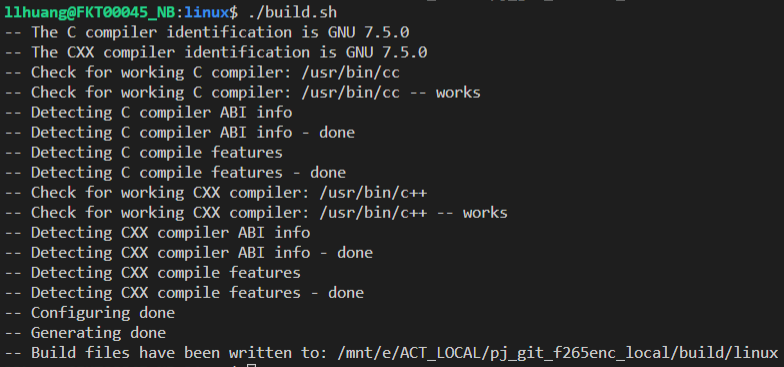 llhuang@FKT00045_NB:linux$ ./build.sh
-- The C compiler identification is GNU 7.5.0
-- The CXX compiler identification is GNU 7.5.0
-- Check for working C compiler: /usr/bin/cc
-- Check for working C compiler: /usr/bin/cc -- works
-- Detecting C compiler ABI info
-- Detecting C compiler ABI info - done
-- Detecting C compile features
-- Detecting C compile features - done
-- Check for working CXX compiler: /usr/bin/c++
-- Check for working CXX compiler: /usr/bin/c++ -- works
-- Detecting CXX compiler ABI info
-- Detecting CXX compiler ABI info - done
-- Detecting CXX compile features
-- Detecting CXX compile features - done
-- Configuring done
-- Generating done
-- Build files have been written to: /mnt/e/ACT_LOCAL/pj_git_f265enc_local/build/linux